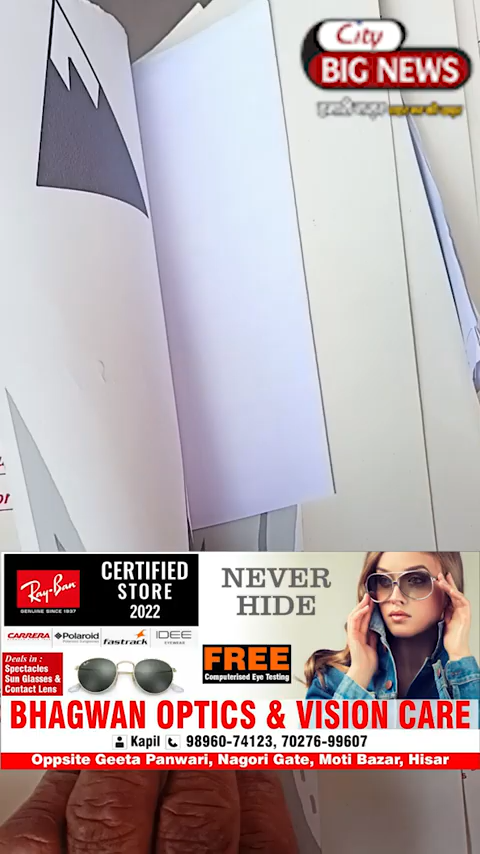 City
BIG NEWS
Ray-Ban
GENUINE SINCE 1937
CERTIFIED
STORE
2022
NEVER
HIDE
CARRERA
Polaroid
fastrack
IDEE
EYEWEAR
Deals in :
Spectacles
Sun Glasses &
Contact Lens
FREE
Computerised Eye Testing
BHAGWAN OPTICS & VISION CARE
Kapil 98960-74123, 70276-99607
Oppsite Geeta Panwari, Nagori Gate, Moti Bazar, Hisar